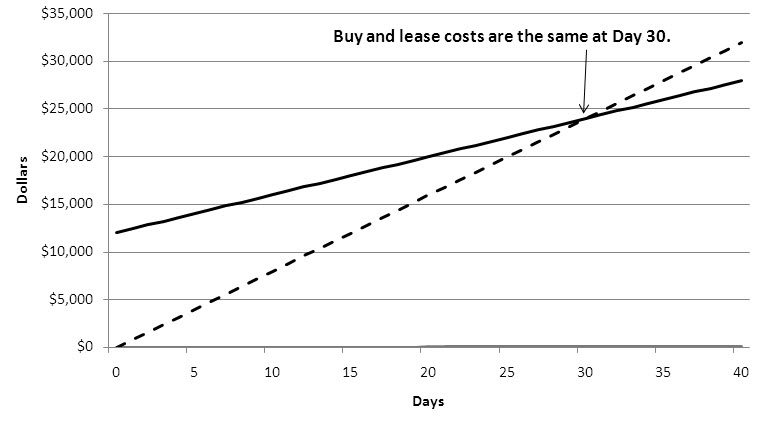 $35,000
Buy and lease costs are the same at Day 30.
$30,000
$25,000
$20,000
Dollars
$15,000
$10,000
$5,000
$0
0 5 10 15 20 25 30 35 40
Days